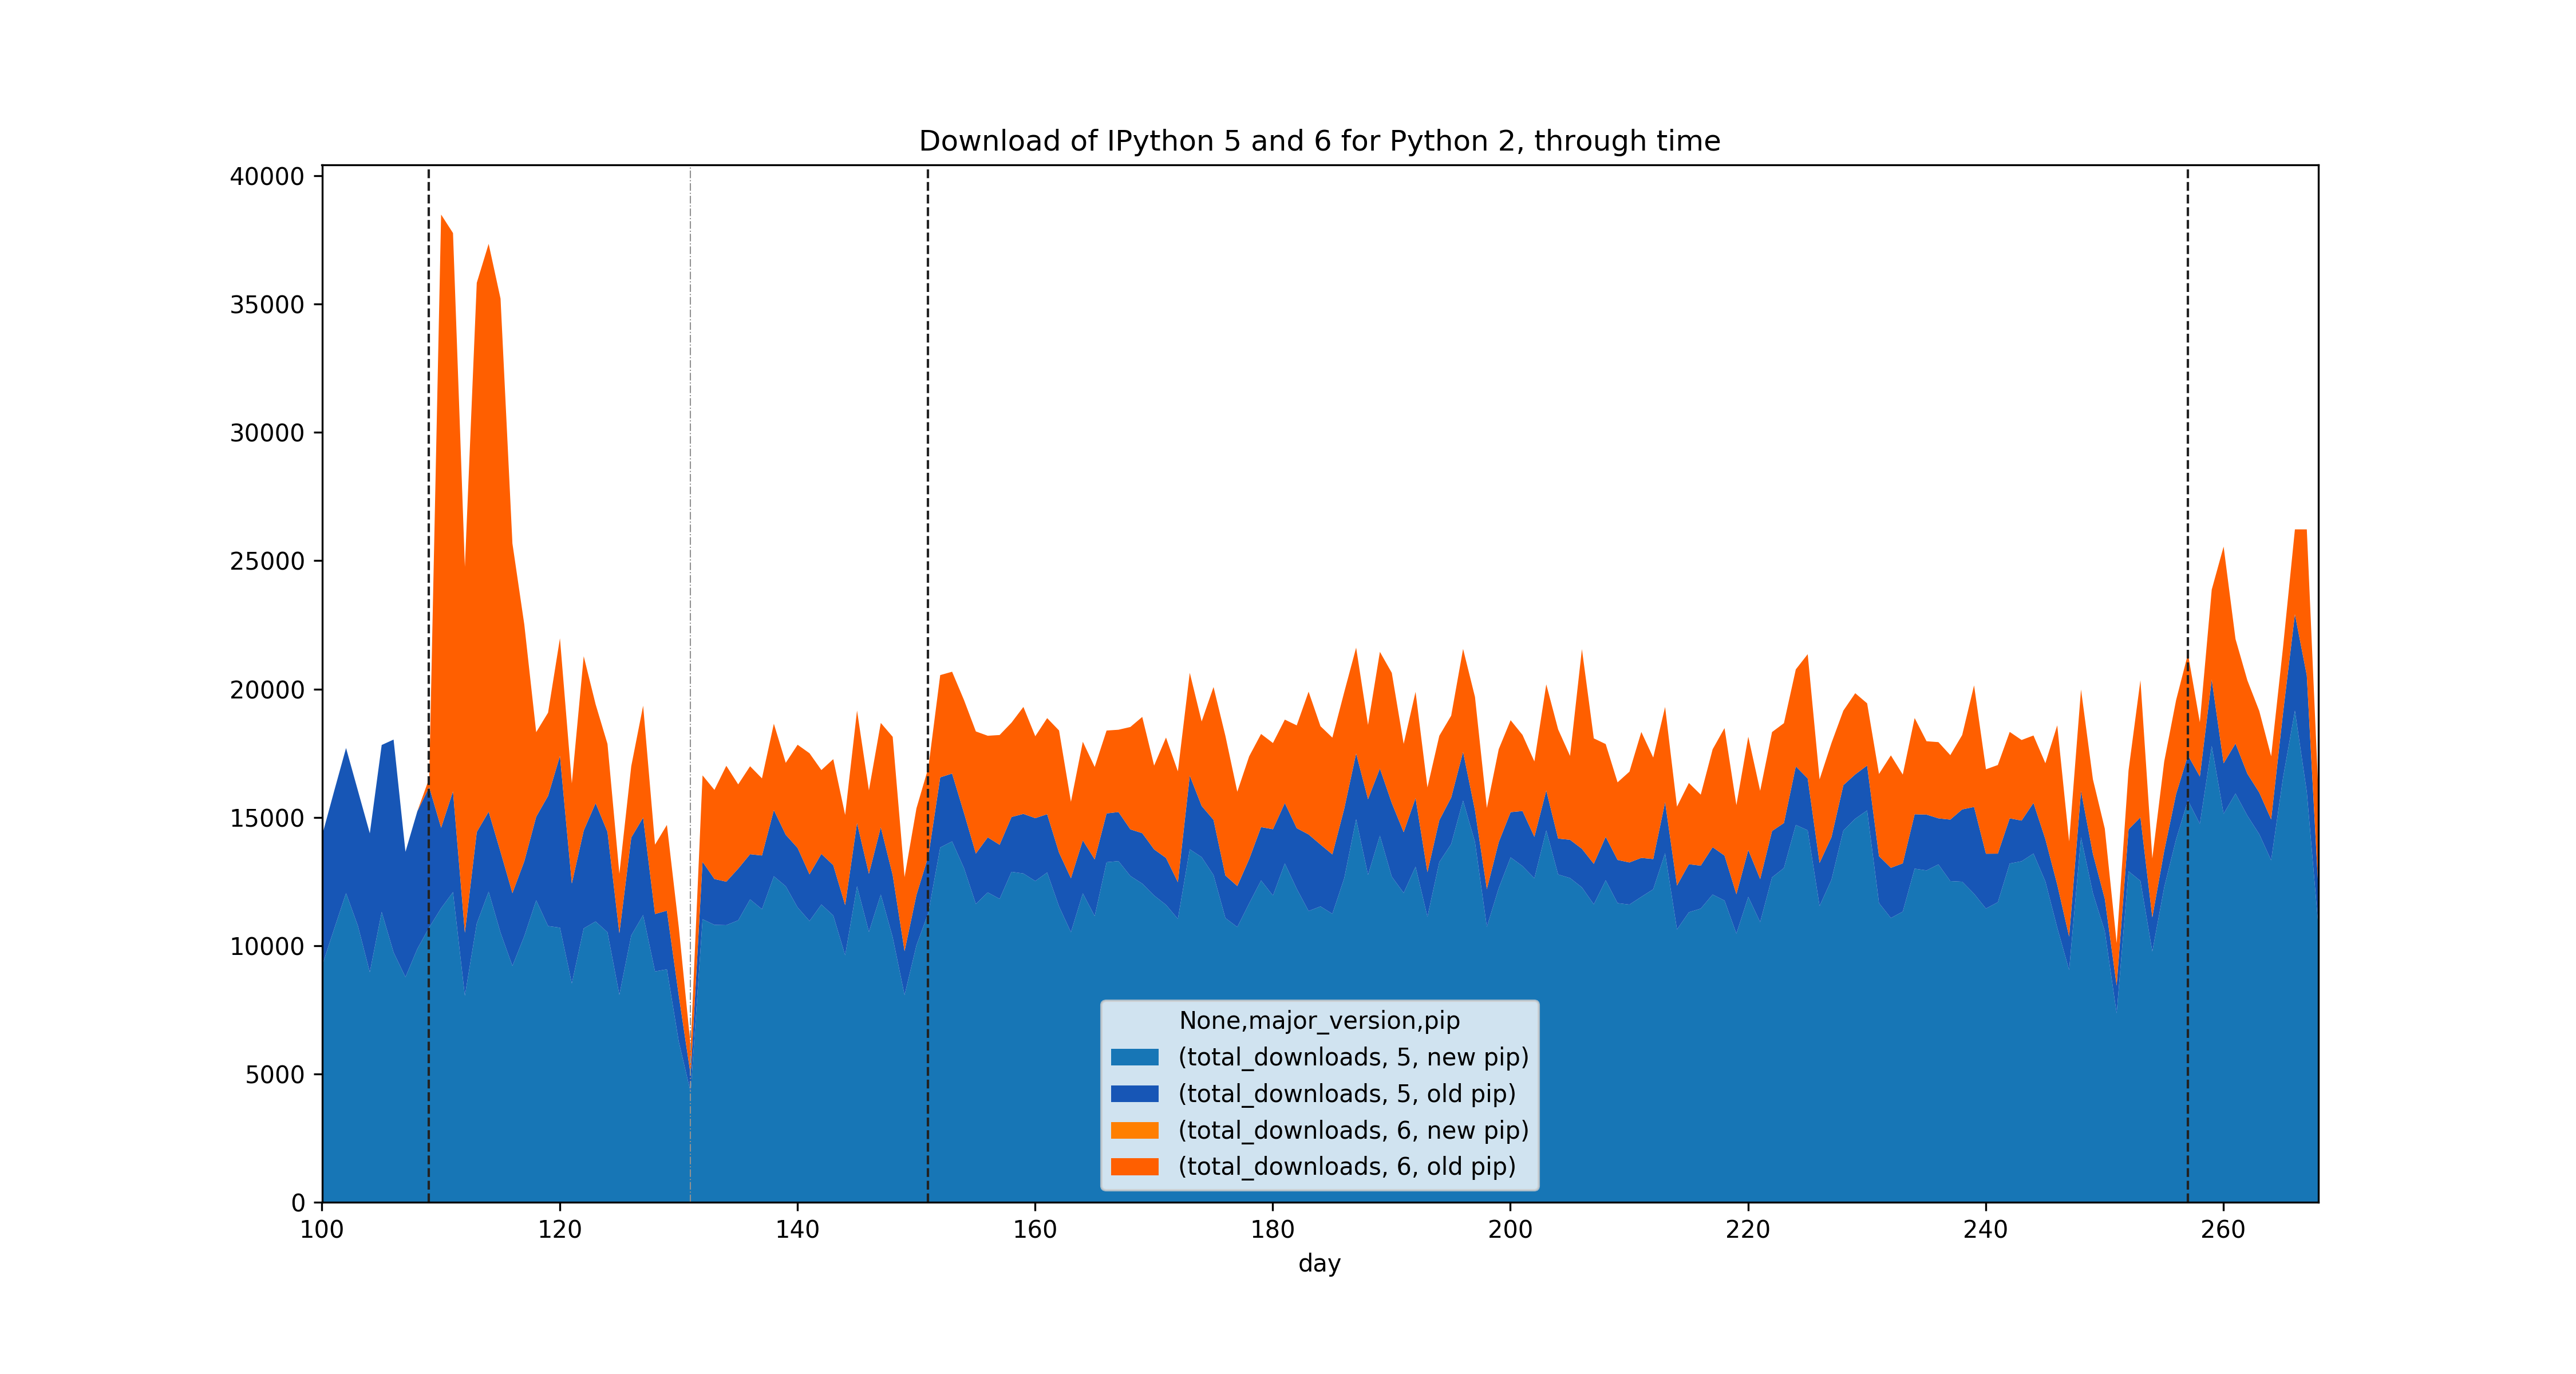 Download of IPython 5 and 6 for Python 2, through time
40000
35000
30000
25000
20000
15000
10000
5000
0
None,major_version,pip
(total_downloads, 5, new pip)
(total_downloads, 5, old pip)
(total_downloads, 6, new pip)
(total_downloads, 6, old pip)
100 120 140 160 180 200 220 240 260
day